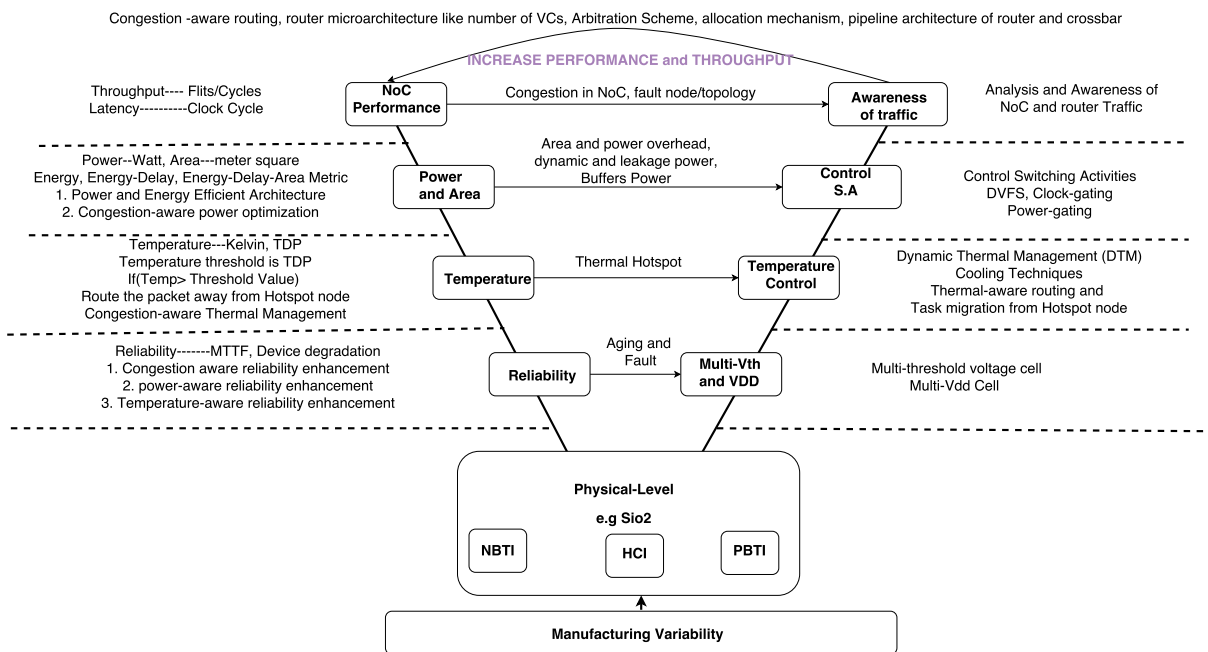 Congestion -aware routing, router microarchitecture like number of VCs, Arbitration Scheme, allocation mechanism, pipeline architecture of router and crossbar
INCREASE PERFORMANCE and THROUGHPUT
Throughput---- Flits/Cycles
Latency----------Clock Cycle
NoC
Performance
Congestion in NoC, fault node/topology
Awareness
of traffic
Analysis and Awareness of
NoC and router Traffic
Power--Watt, Area---meter square
Energy, Energy-Delay, Energy-Delay-Area Metric
1. Power and Energy Efficient Architecture
2. Congestion-aware power optimization
Power
and Area
Area and power overhead,
dynamic and leakage power,
Buffers Power
Control
S.A
Control Switching Activities
DVFS, Clock-gating
Power-gating
Temperature---Kelvin, TDP
Temperature threshold is TDP
If(Temp> Threshold Value)
Route the packet away from Hotspot node
Congestion-aware Thermal Management
Temperature
Thermal Hotspot
Temperature
Control
Dynamic Thermal Management (DTM)
Cooling Techniques
Thermal-aware routing and
Task migration from Hotspot node
Reliability-------MTTF, Device degradation
1. Congestion aware reliability enhancement
2. power-aware reliability enhancement
3. Temperature-aware reliability enhancement
Reliability
Aging and
Fault
Multi-Vth
and VDD
Multi-threshold voltage cell
Multi-Vdd Cell
Physical-Level
e.g Sio2
NBTI
HCI
PBTI
Manufacturing Variability